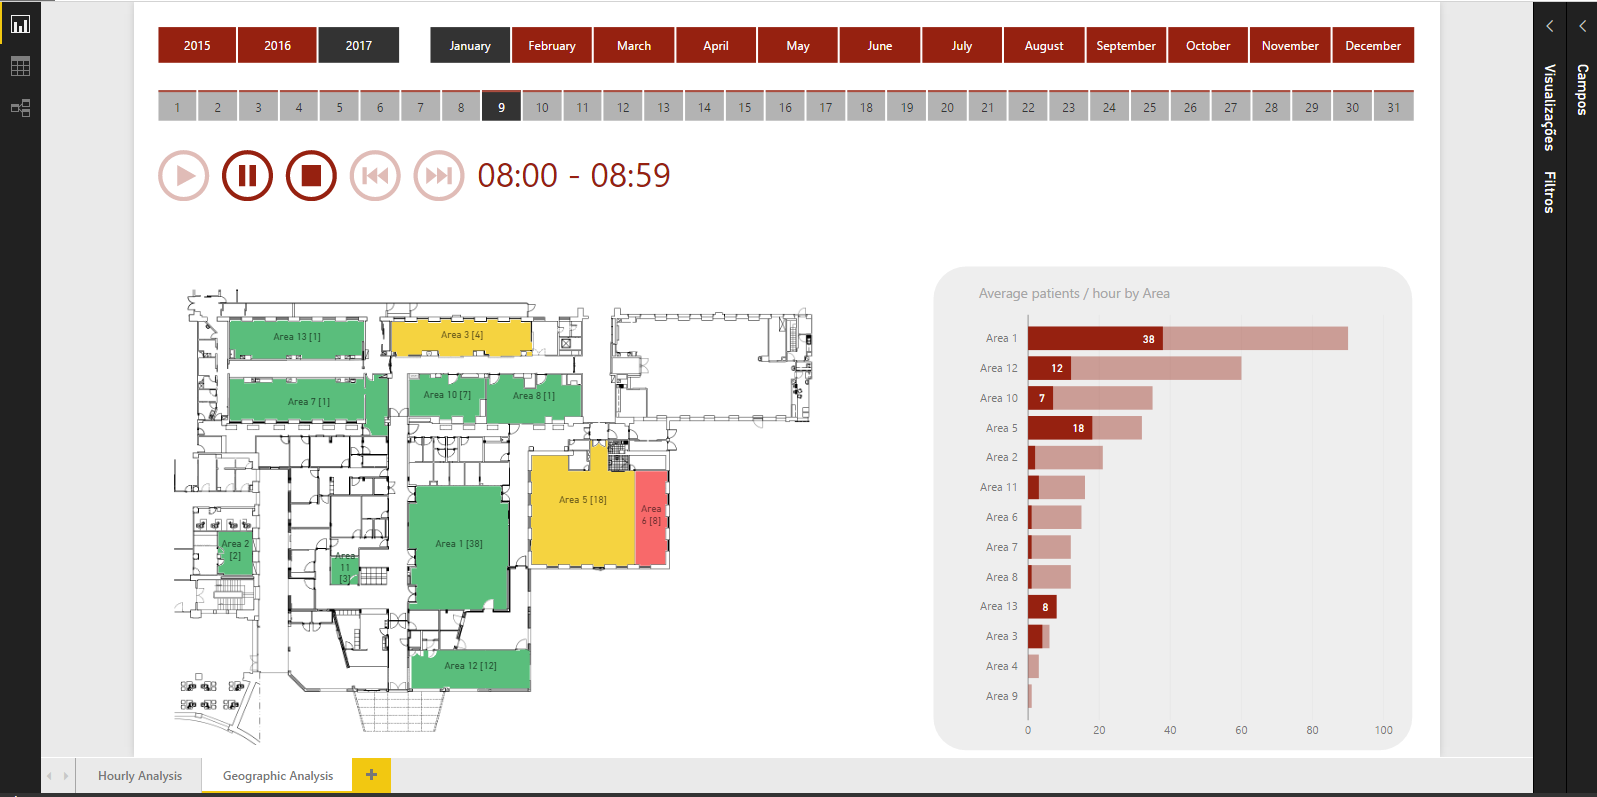 2015 2016 2017 January February March April May June July August September October November December
1 2 3 4 5 6 7 8 9 10 11 12 13 14 15 16 17 18 19 20 21 22 23 24 25 26 27 28 29 30 31
08:00 - 08:59
Area 13 [1]
Area 3 [4]
Area 7 [1]
Area 10 [7]
Area 8 [1]
Area 5 [18]
Area
6 [8]
Area 2
[2]
Area
11
[3]
Area 1 [38]
Area 12 [12]
Average patients / hour by Area
Area 1 38
Area 12 12
Area 10 7
Area 5 18
Area 2
Area 11
Area 6
Area 7
Area 8
Area 13 8
Area 3
Area 4
Area 9
0 20 40 60 80 100
Visualizações
Filtros
Campos
Hourly Analysis
Geographic Analysis
+